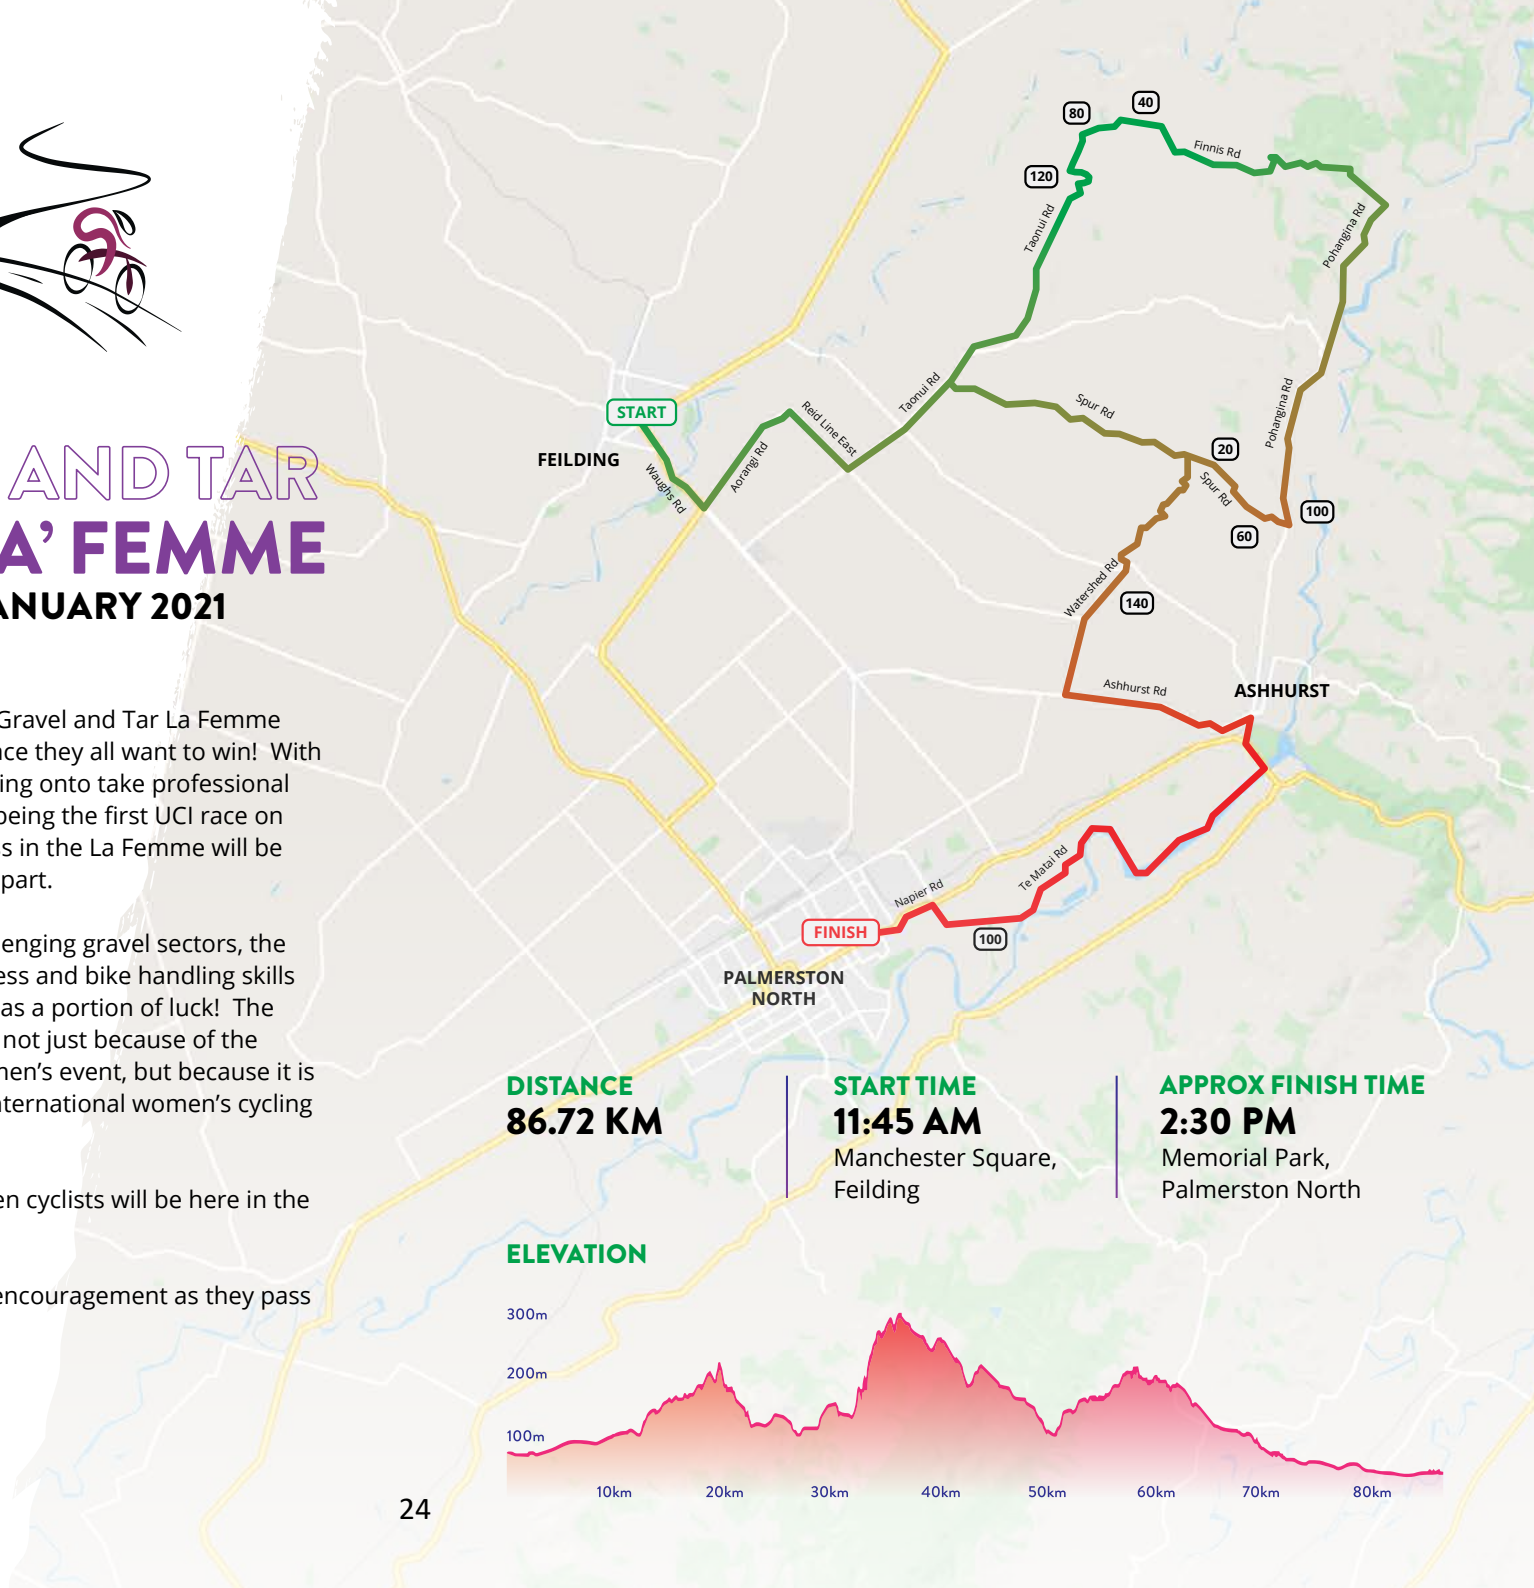 AND TAR
A’ FEMME
ANUARY 2021
Gravel and Tar La Femme
ace they all want to win! With
ing onto take professional
being the first UCI race on
s in the La Femme will be
part.
lenging gravel sectors, the
ess and bike handling skills
as a portion of luck! The
not just because of the
men’s event, but because it is
nternational women’s cycling
en cyclists will be here in the
encouragement as they pass
24
40
80
Finnis Rd
120
Taonui Rd
Pohangina Rd
Taonui Rd
START
Reid Line East
Spur Rd
Pohangina Rd
FEILDING
Aorangi Rd
Waughs Rd
20
Spur Rd
100
60
Watershed Rd
140
Ashhurst Rd
ASHHURST
Te Matai Rd
Napier Rd
FINISH
100
PALMERSTON
NORTH
DISTANCE
86.72 KM
START TIME
11:45 AM
Manchester Square,
Feilding
APPROX FINISH TIME
2:30 PM
Memorial Park,
Palmerston North
ELEVATION
300m
200m
100m
10km 20km 30km 40km 50km 60km 70km 80km